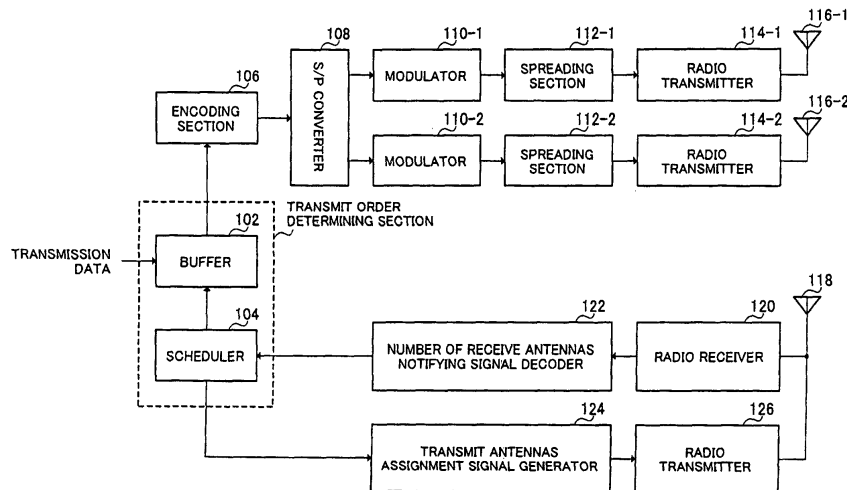 116-1
108
110-1
112-1
114-1
S/P CONVERTER
MODULATOR
SPREADING
SECTION
RADIO
TRANSMITTER
106
ENCODING
SECTION
116-2
110-2
112-2
114-2
MODULATOR
SPREADING
SECTION
RADIO
TRANSMITTER
TRANSMIT ORDER
DETERMINING SECTION
102
TRANSMISSION
DATA
BUFFER
118
104
122
120
SCHEDULER
NUMBER OF RECEIVE ANTENNAS
NOTIFYING SIGNAL DECODER
RADIO RECEIVER
124
126
TRANSMIT ANTENNAS
ASSIGNMENT SIGNAL GENERATOR
RADIO
TRANSMITTER